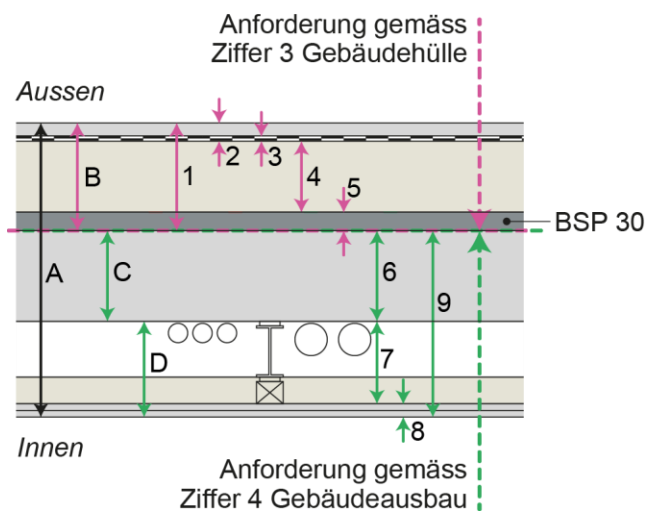 Anforderung gemäss
Ziffer 3 Gebäudehülle
Aussen
B
1
2
3
4
5
BSP 30
A
C
6
9
D
7
8
Innen
Anforderung gemäss
Ziffer 4 Gebäudeausbau